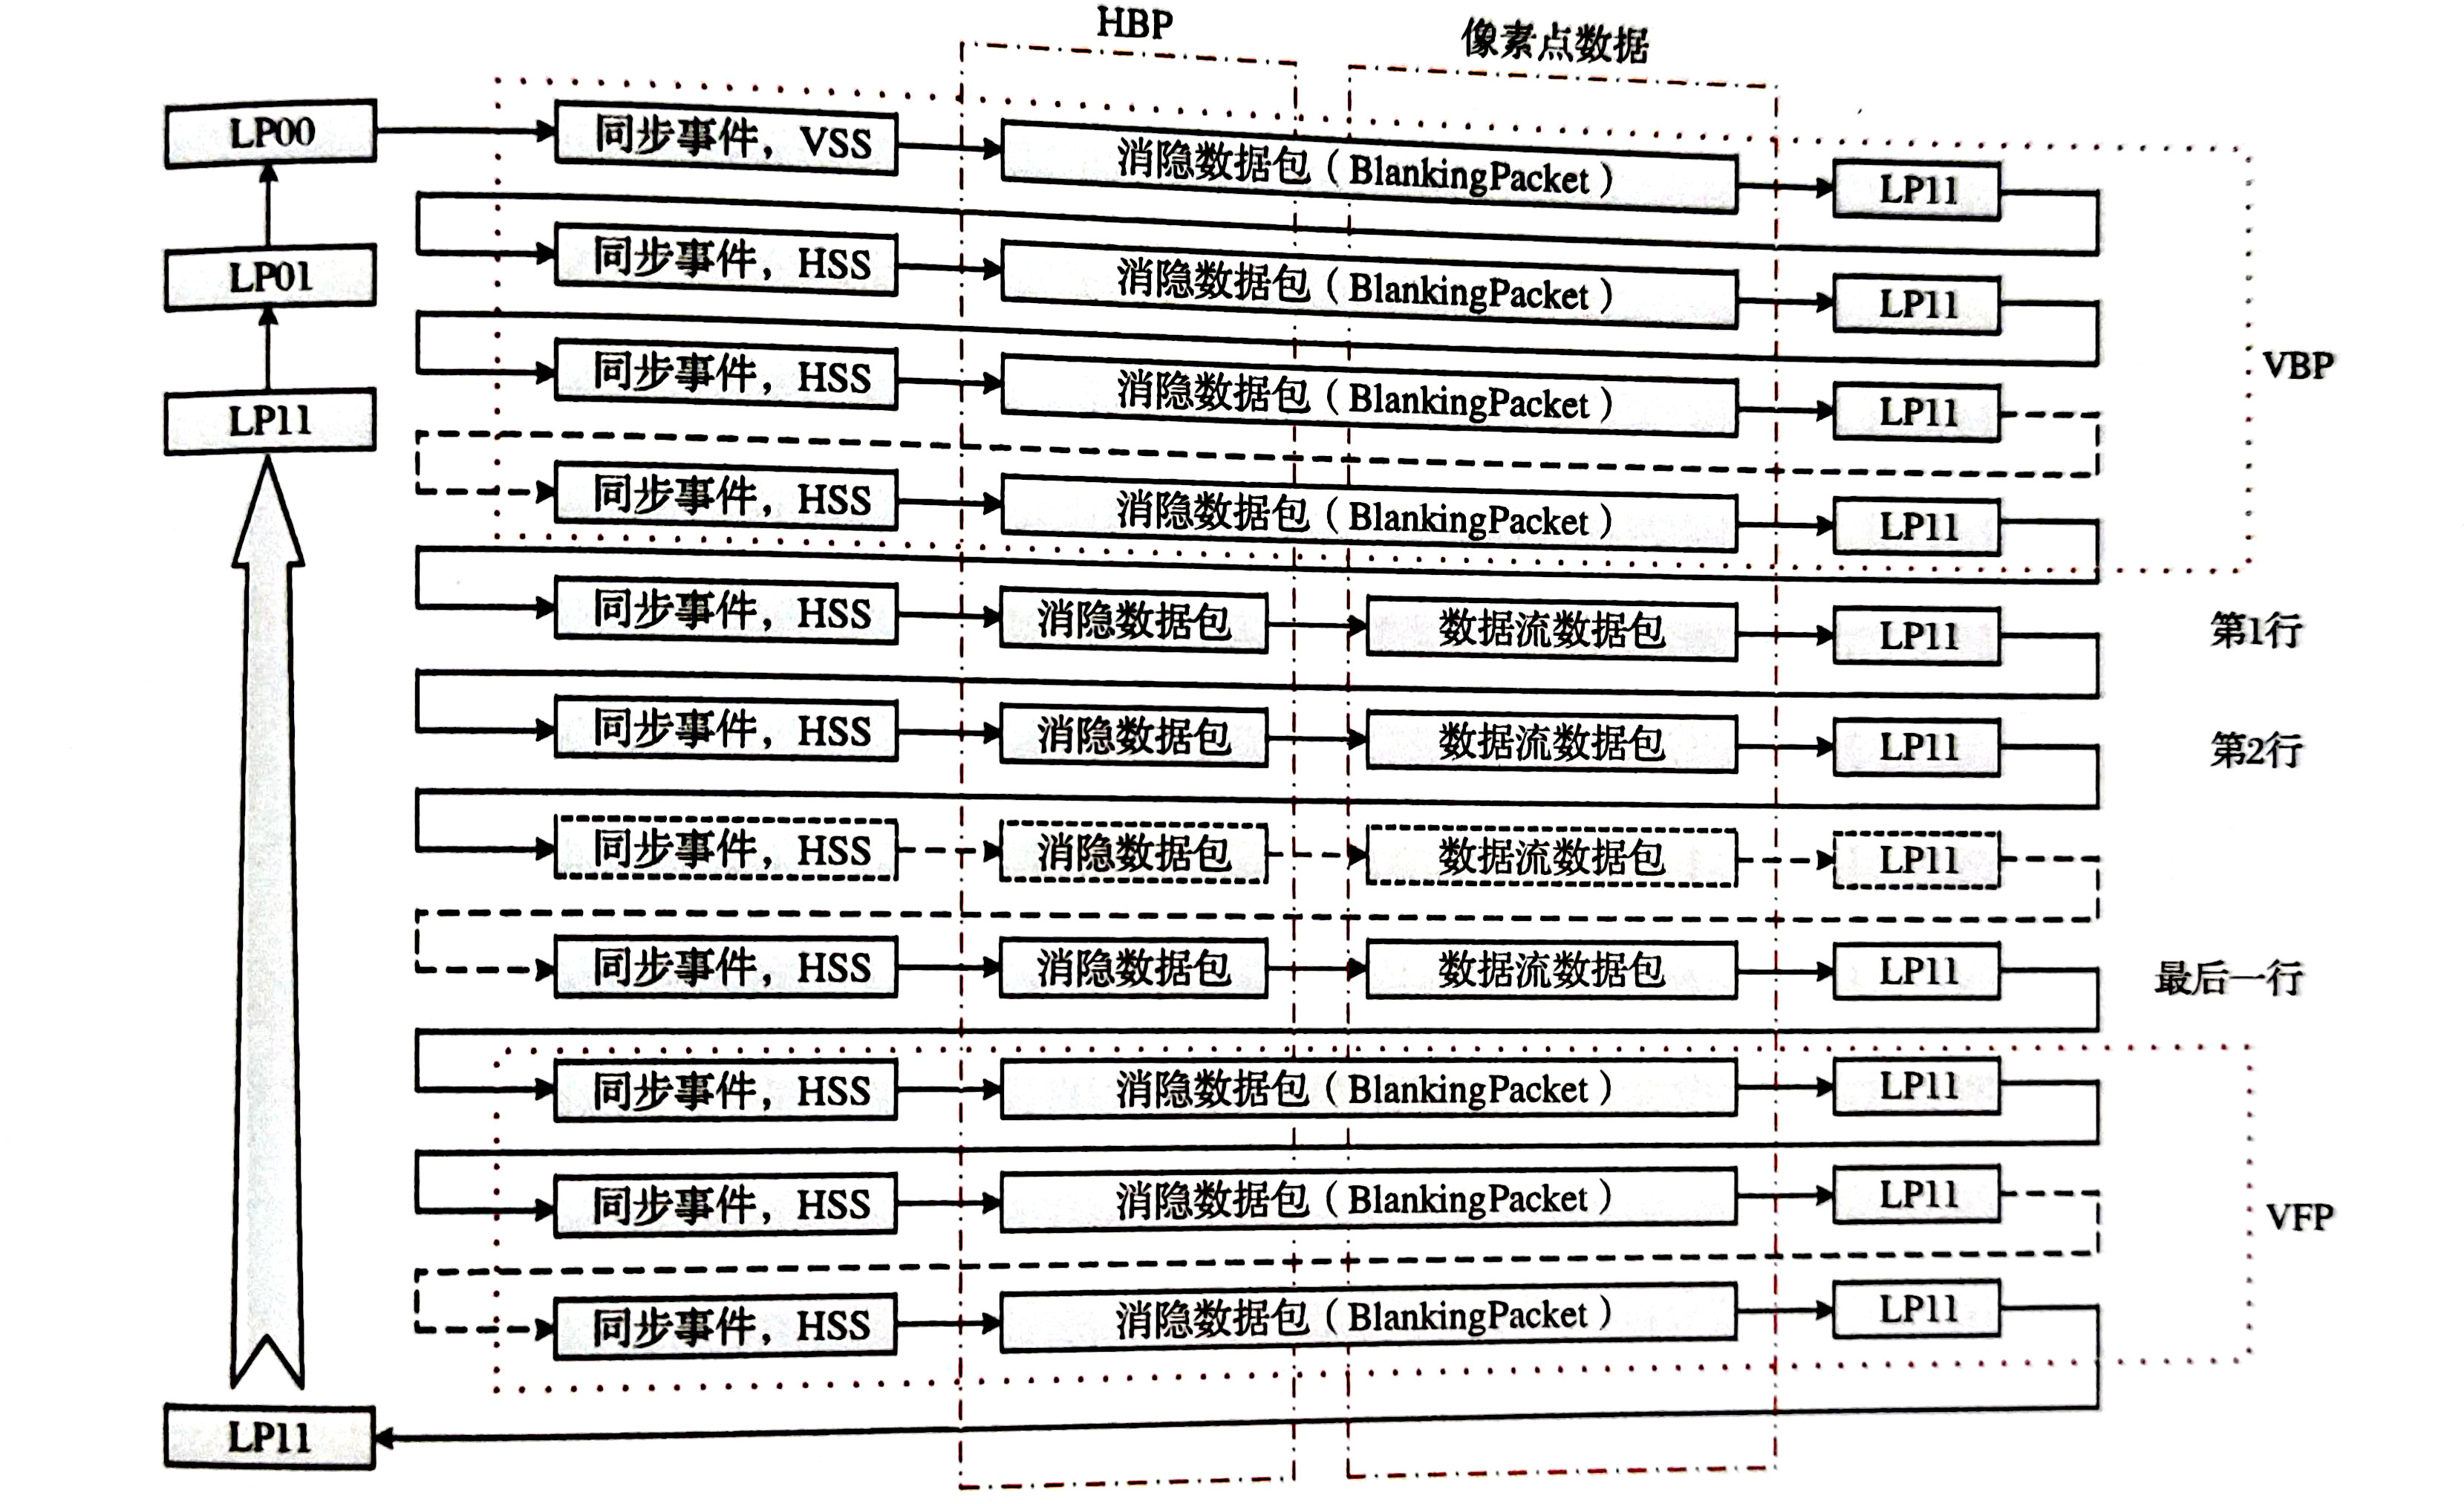 HBP
像素点数据
LP00
同步事件，VSS
消隐数据包（BlankingPacket）
LP11
LP01
同步事件，HSS
消隐数据包（BlankingPacket）
LP11
LP11
同步事件，HSS
消隐数据包（BlankingPacket）
LP11
VBP
同步事件，HSS
消隐数据包（BlankingPacket）
LP11
同步事件，HSS
消隐数据包
数据流数据包
LP11
第1行
同步事件，HSS
消隐数据包
数据流数据包
LP11
第2行
同步事件，HSS
消隐数据包
数据流数据包
LP11
同步事件，HSS
消隐数据包
数据流数据包
LP11
最后一行
同步事件，HSS
消隐数据包（BlankingPacket）
LP11
同步事件，HSS
消隐数据包（BlankingPacket）
LP11
VFP
同步事件，HSS
消隐数据包（BlankingPacket）
LP11
LP11